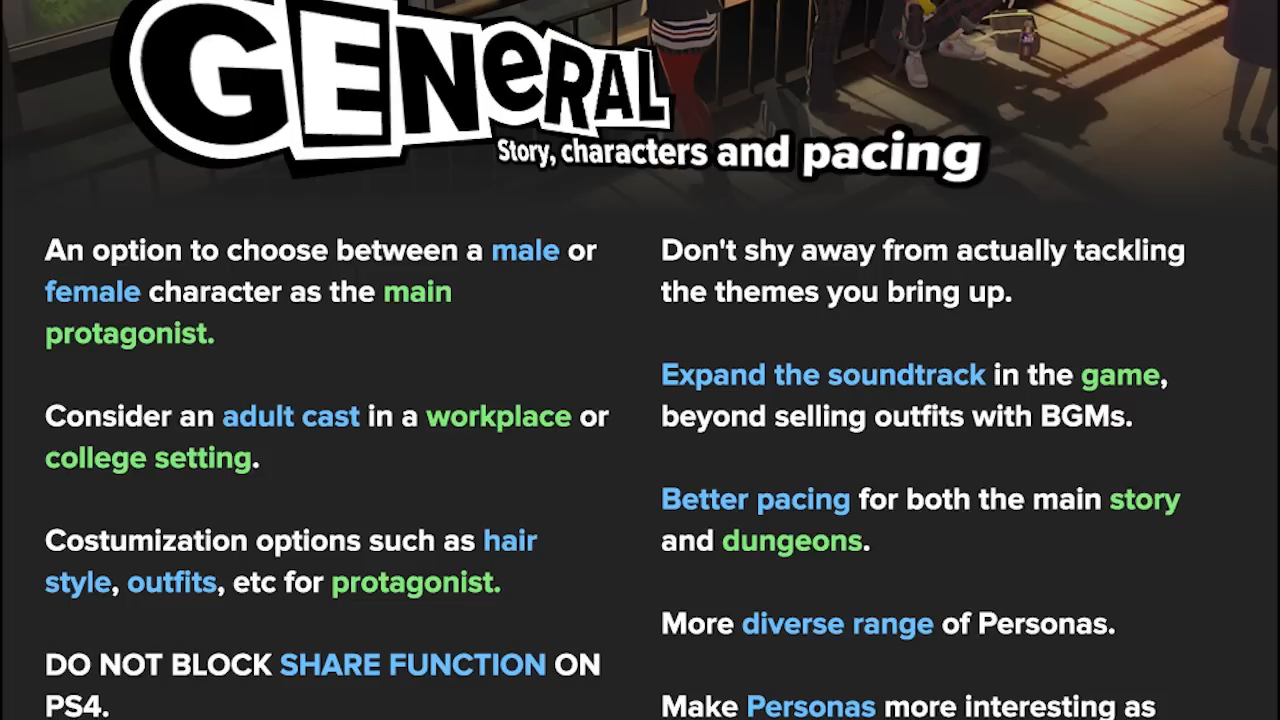 GENeRAL
Story, characters and pacing
An option to choose between a male or
female character as the main
protagonist.
Consider an adult cast in a workplace or
college setting.
Costumization options such as hair
style, outfits, etc for protagonist.
DO NOT BLOCK SHARE FUNCTION ON
PS4.
Don't shy away from actually tackling
the themes you bring up.
Expand the soundtrack in the game,
beyond selling outfits with BGMs.
Better pacing for both the main story
and dungeons.
More diverse range of Personas.
Make Personas more interesting as